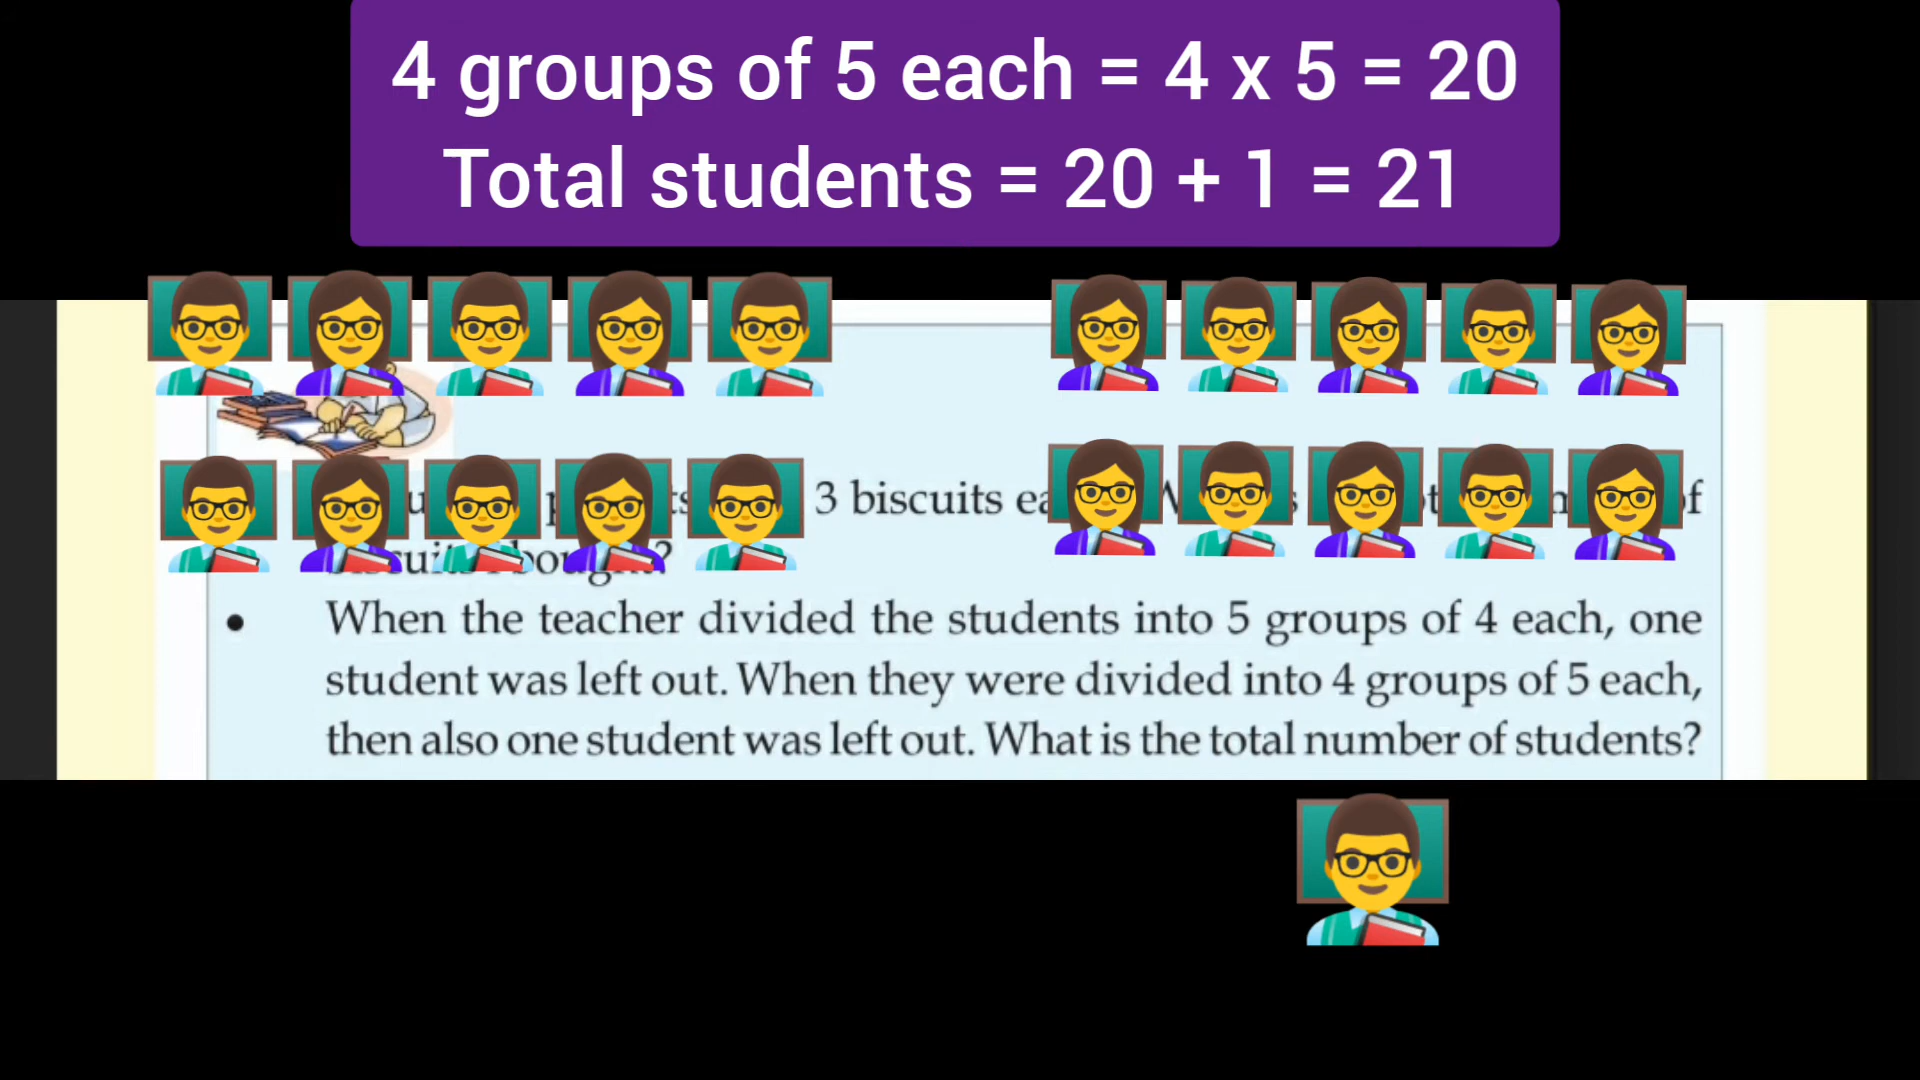 4 groups of 5 each = 4 x 5 = 20
Total students = 20 + 1 = 21
3 biscuits of
When the teacher divided the students into 5 groups of 4 each, one
student was left out. When they were divided into 4 groups of 5 each,
then also one student was left out. What is the total number of students?